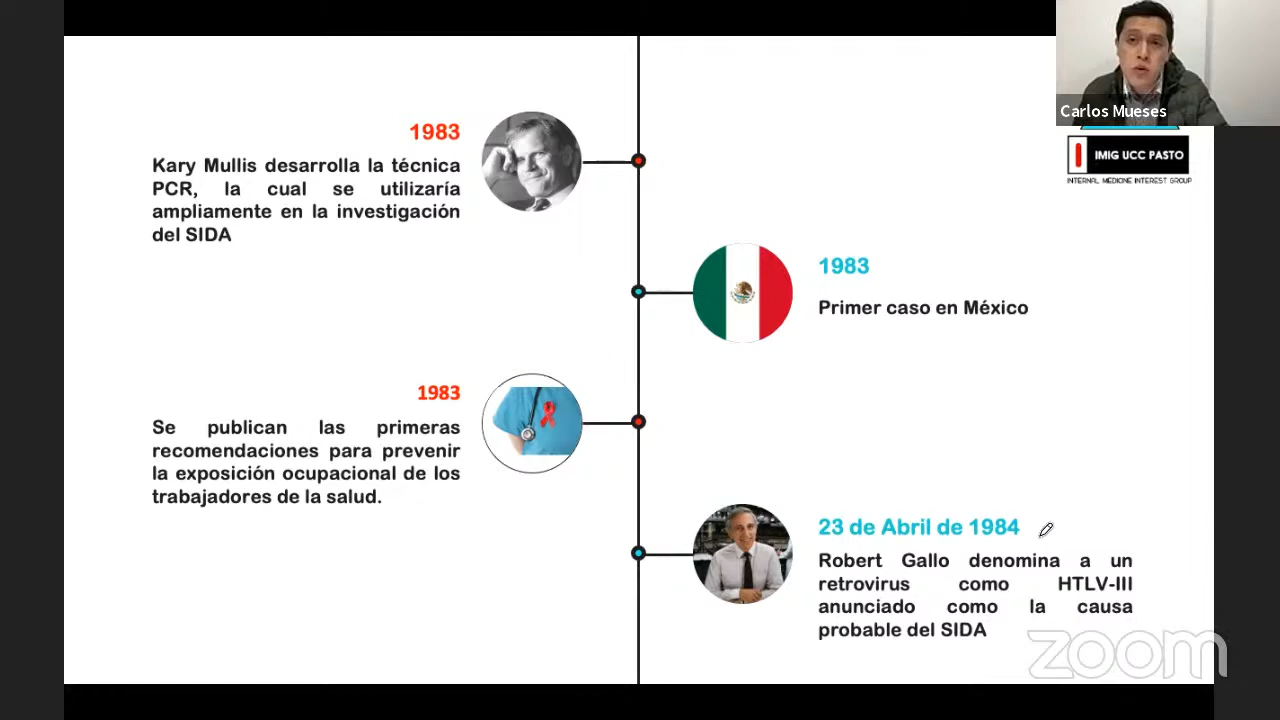 Carlos Mueses
IMIG UCC PASTO
INTERNAL MEDICINE INTEREST GROUP
1983
Kary Mullis desarrolla la técnica
PCR, la cual se utilizaría
ampliamente en la investigación
del SIDA
1983
Primer caso en México
1983
Se publican las primeras
recomendaciones para prevenir
la exposición ocupacional de los
trabajadores de la salud.
23 de Abril de 1984
Robert Gallo denomina a un
retrovirus como HTLV-III
anunciado como la causa
probable del SIDA
zoom